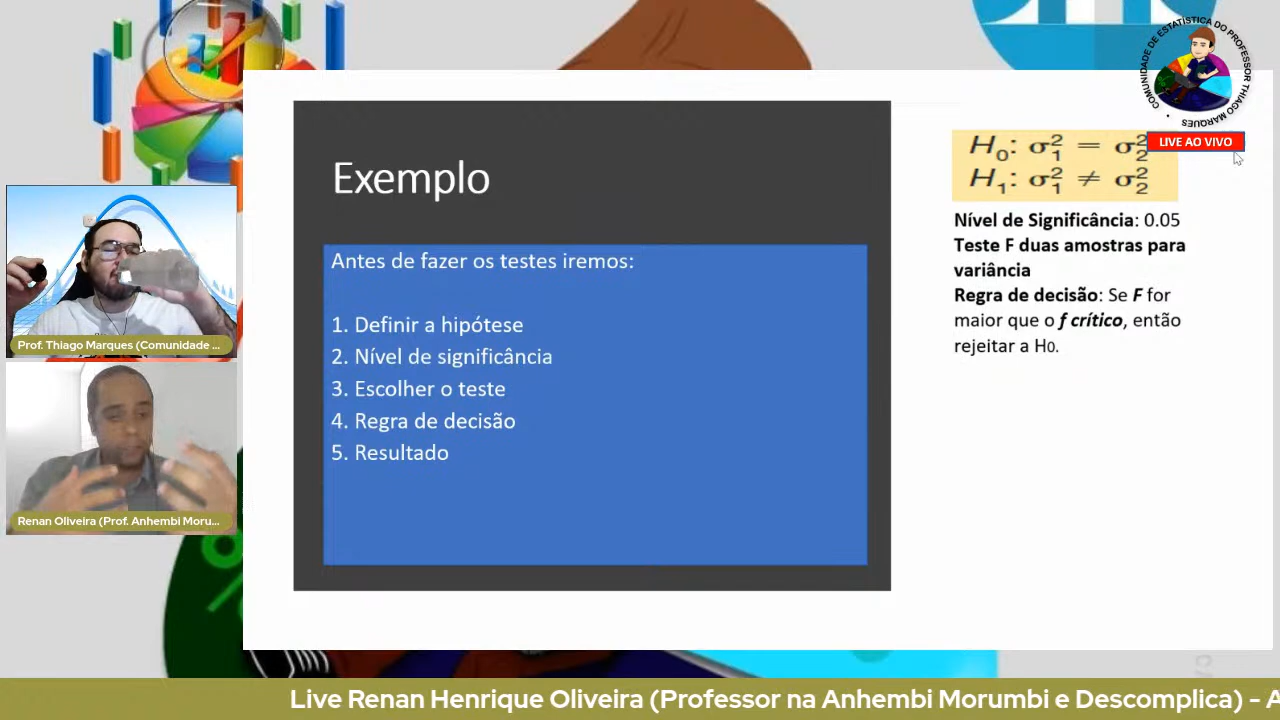 COMUNIDADE DE ESTATÍSTICA DO PROFESSOR THIAGO MARQUES
LIVE AO VIVO
Exemplo
Antes de fazer os testes iremos:
1. Definir a hipótese
2. Nível de significância
3. Escolher o teste
4. Regra de decisão
5. Resultado
H₀: σ₁² = σ₂²
H₁: σ₁² ≠ σ₂²
Nível de Significância: 0.05
Teste F duas amostras para
variância
Regra de decisão: Se F for
maior que o f crítico, então
rejeitar a H0.
Prof. Thiago Marques (Comunidade ...
Renan Oliveira (Prof. Anhembi Moru...
Live Renan Henrique Oliveira (Professor na Anhembi Morumbi e Descomplica) - A